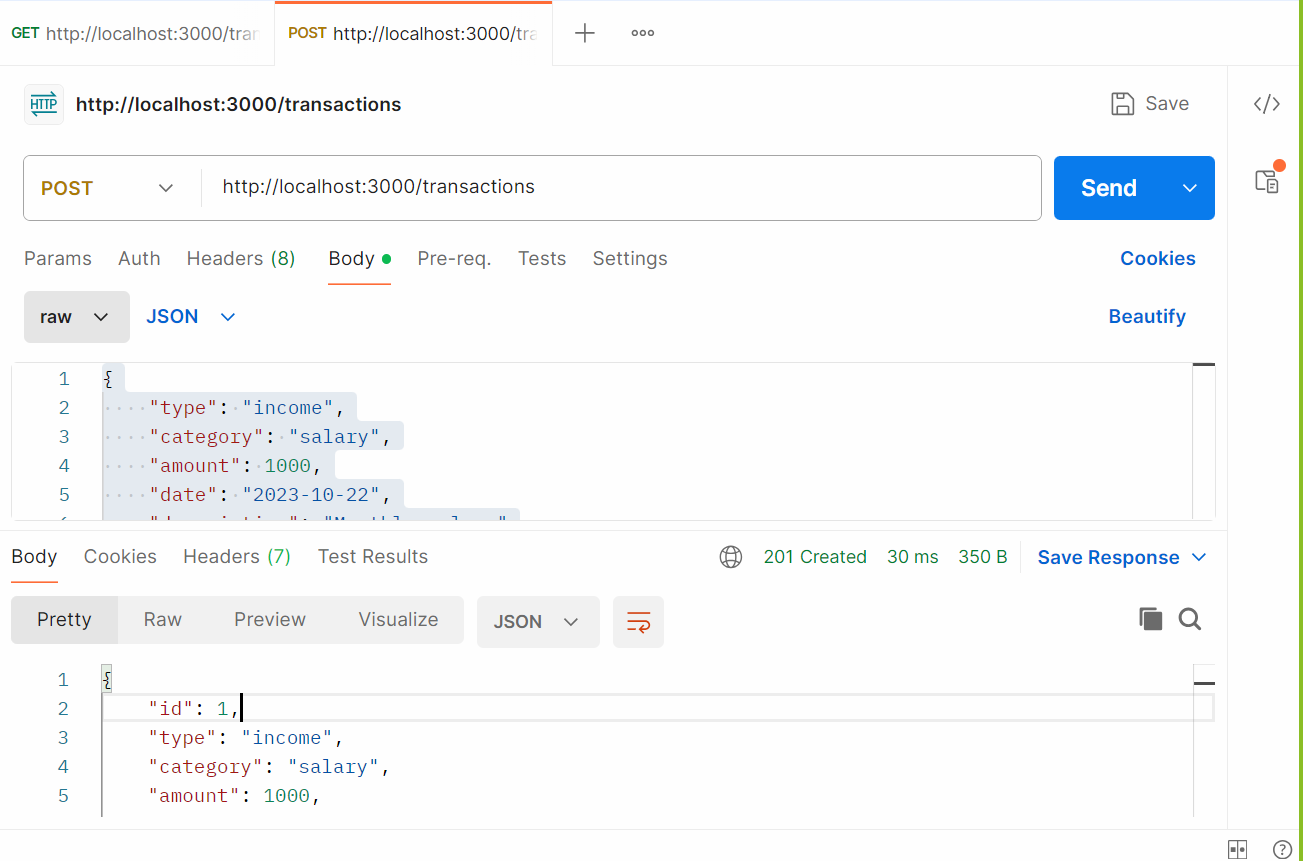 GET http://localhost:3000/tran POST http://localhost:3000/tra
HTTP http://localhost:3000/transactions Save </>
POST http://localhost:3000/transactions Send
Params Auth Headers (8) Body Pre-req. Tests Settings Cookies
raw JSON Beautify
1 {
2 "type": "income",
3 "category": "salary",
4 "amount": 1000,
5 "date": "2023-10-22",
Body Cookies Headers (7) Test Results 201 Created 30 ms 350 B Save Response
Pretty Raw Preview Visualize JSON
1 {
2 "id": 1,
3 "type": "income",
4 "category": "salary",
5 "amount": 1000,